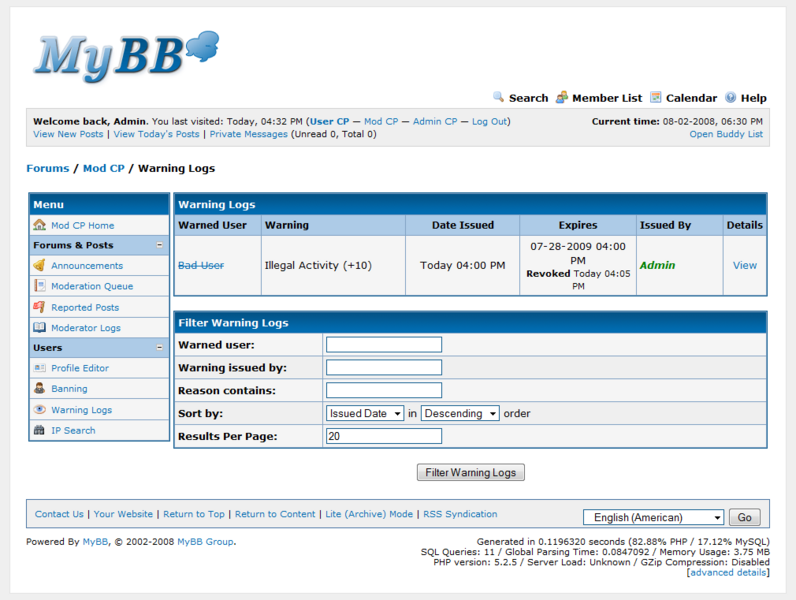 MyBB
Search Member List Calendar Help
Welcome back, Admin. You last visited: Today, 04:32 PM (User CP — Mod CP — Admin CP — Log Out)
Current time: 08-02-2008, 06:30 PM
View New Posts | View Today's Posts | Private Messages (Unread 0, Total 0)
Open Buddy List
Forums / Mod CP / Warning Logs
Menu
Mod CP Home
Forums & Posts
Announcements
Moderation Queue
Reported Posts
Moderator Logs
Users
Profile Editor
Banning
Warning Logs
IP Search
Warning Logs
Warned User Warning Date Issued Expires Issued By Details
Bad User Illegal Activity (+10) Today 04:00 PM 07-28-2009 04:00
PM
Revoked Today 04:05
PM
Admin View
Filter Warning Logs
Warned user:
Warning issued by:
Reason contains:
Sort by: Issued Date in Descending order
Results Per Page: 20
Filter Warning Logs
Contact Us | Your Website | Return to Top | Return to Content | Lite (Archive) Mode | RSS Syndication
English (American) Go
Powered By MyBB, © 2002-2008 MyBB Group.
Generated in 0.1196320 seconds (82.88% PHP / 17.12% MySQL)
SQL Queries: 11 / Global Parsing Time: 0.0847092 / Memory Usage: 3.75 MB
PHP version: 5.2.5 / Server Load: Unknown / GZip Compression: Disabled
[advanced details]